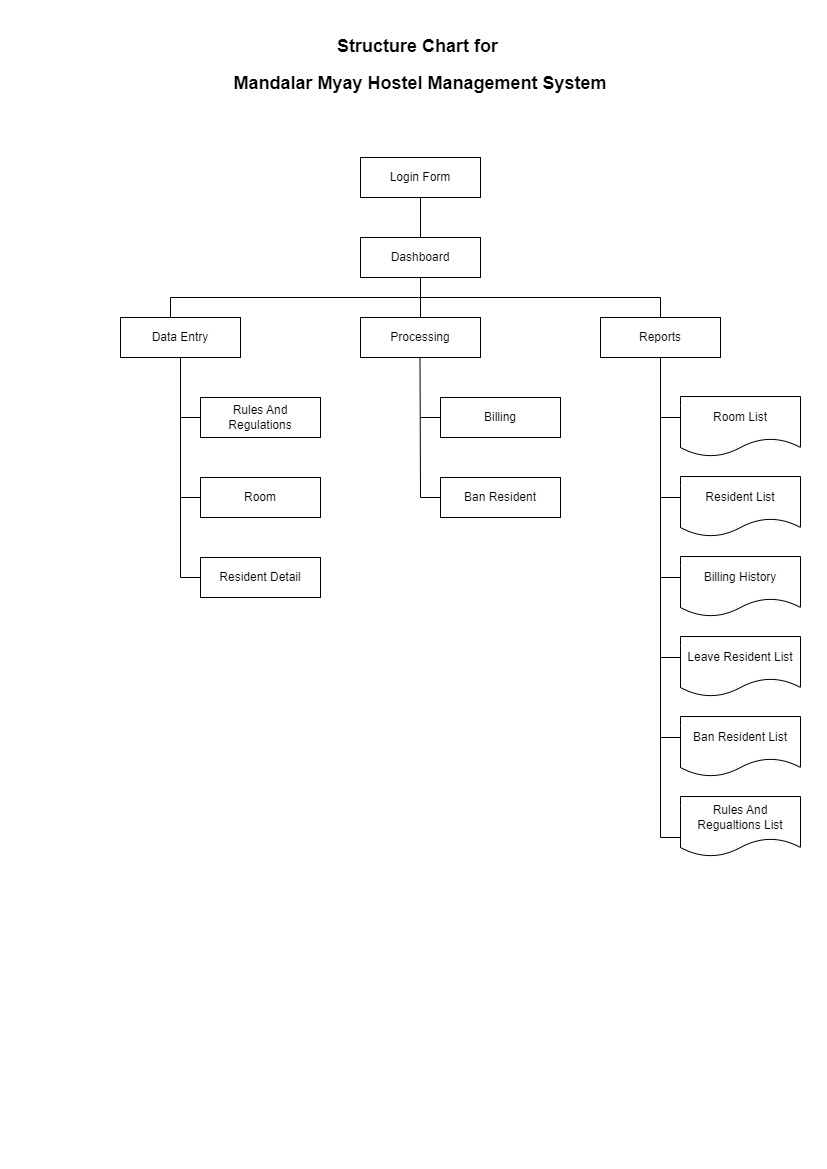 Structure Chart for
Mandalar Myay Hostel Management System
Login Form
Dashboard
Data Entry
Processing
Reports
Rules And
Regulations
Room
Resident Detail
Billing
Ban Resident
Room List
Resident List
Billing History
Leave Resident List
Ban Resident List
Rules And
Regualtions List